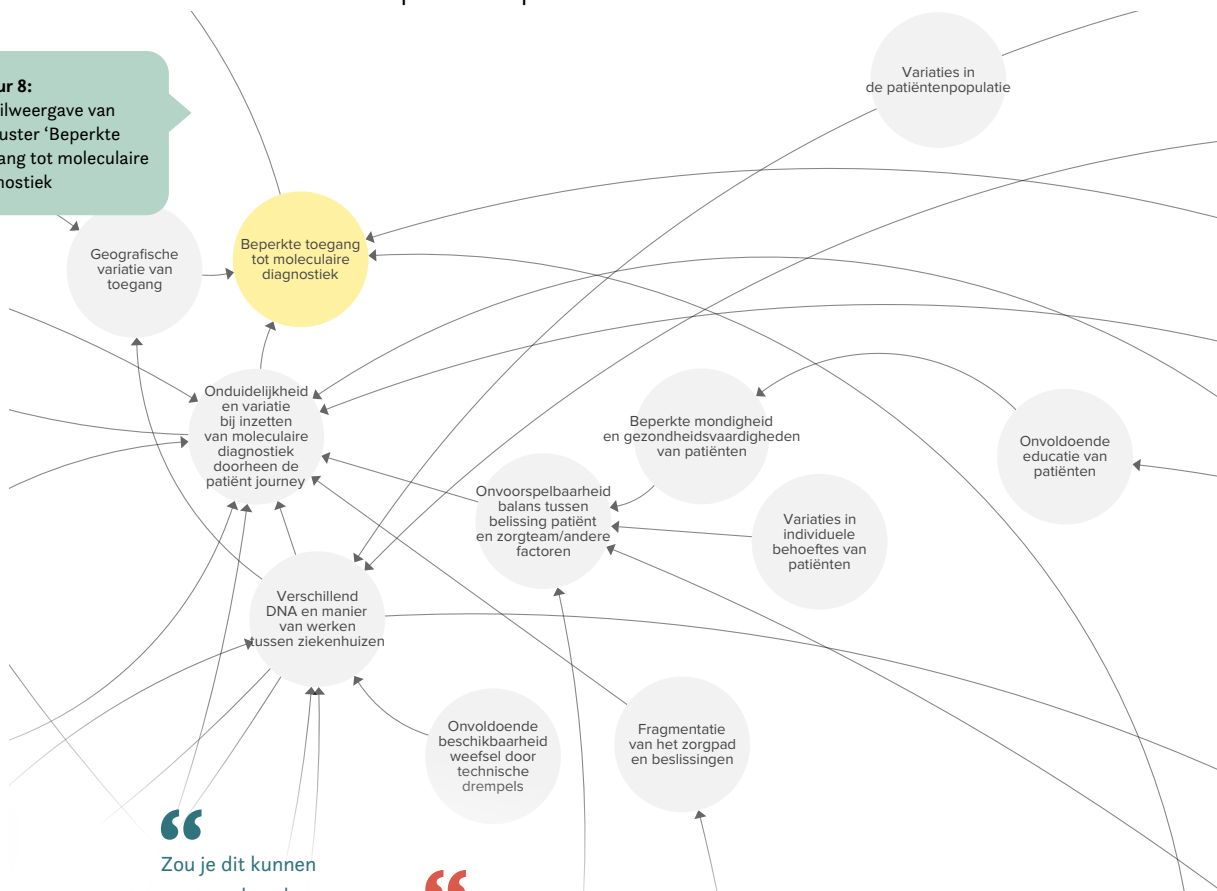 ur 8:
ilweergave van
uster ‘Beperkte
ang tot moleculaire
nostiek
Variaties in
de patiëntenpopulatie
Geografische
variatie van
toegang
Beperkte toegang
tot moleculaire
diagnostiek
Onduidelijkheid
en variatie
bij inzetten
van moleculaire
diagnostiek
doorheen de
patiënt journey
Beperkte mondigheid
en gezondheidsvaardigheden
van patiënten
Onvoldoende
educatie van
patiënten
Onvoorspelbaarheid
balans tussen
belissing patiënt
en zorgteam/andere
factoren
Variaties in
individuele
behoeftes van
patiënten
Verschillend
DNA en manier
van werken
tussen ziekenhuizen
Onvoldoende
beschikbaarheid
weefsel door
technische
drempels
Fragmentatie
van het zorgpad
en beslissingen
“
Zou je dit kunnen
“